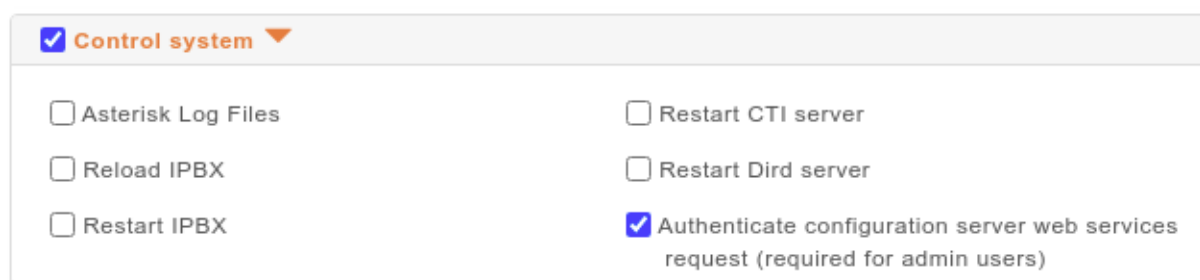 Control system
Asterisk Log Files
Restart CTI server
Reload IPBX
Restart Dird server
Restart IPBX
Authenticate configuration server web services
request (required for admin users)